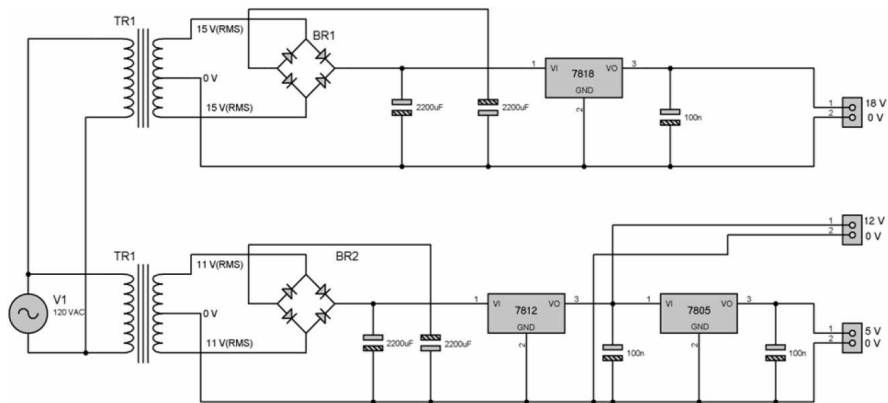 TR1
15 V(RMS)
BR1
0 V
15 V(RMS)
2200uF
2200uF
1
VI
7818
VO
3
GND
2
100n
1
18 V
2
0 V
TR1
11 V(RMS)
BR2
0 V
11 V(RMS)
V1
120 VAC
2200uF
2200uF
1
VI
7812
VO
3
GND
2
100n
1
VI
7805
VO
3
GND
2
100n
1
12 V
2
0 V
1
5 V
2
0 V